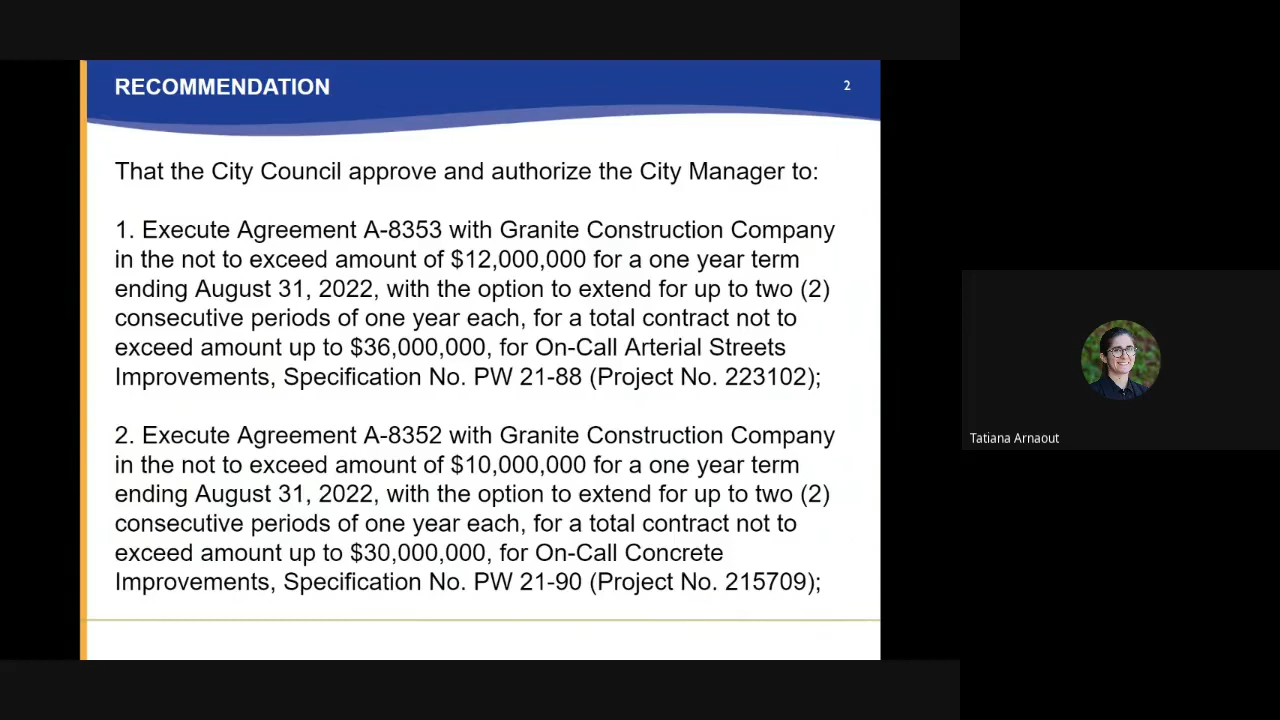 RECOMMENDATION
2
That the City Council approve and authorize the City Manager to:
1. Execute Agreement A-8353 with Granite Construction Company
in the not to exceed amount of $12,000,000 for a one year term
ending August 31, 2022, with the option to extend for up to two (2)
consecutive periods of one year each, for a total contract not to
exceed amount up to $36,000,000, for On-Call Arterial Streets
Improvements, Specification No. PW 21-88 (Project No. 223102);
2. Execute Agreement A-8352 with Granite Construction Company
in the not to exceed amount of $10,000,000 for a one year term
ending August 31, 2022, with the option to extend for up to two (2)
consecutive periods of one year each, for a total contract not to
exceed amount up to $30,000,000, for On-Call Concrete
Improvements, Specification No. PW 21-90 (Project No. 215709);
Tatiana Arnaout